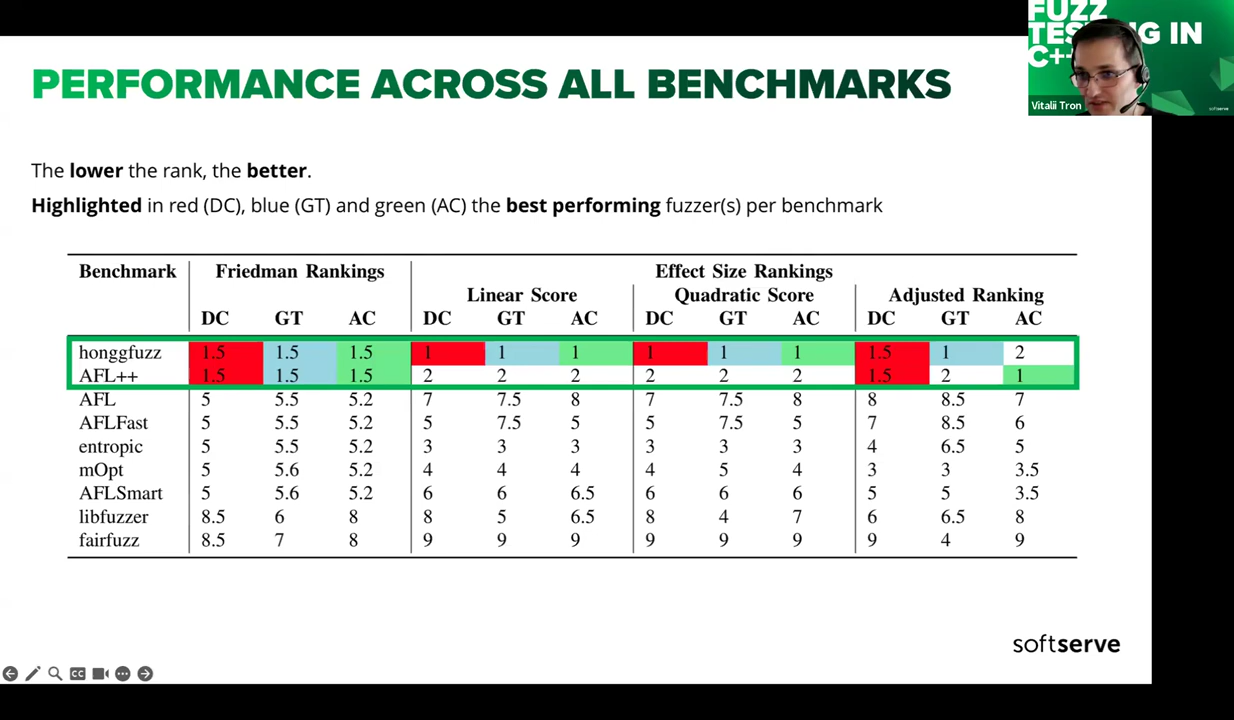 FUZZ
TESTING IN
C++
Vitalii Tron
softserve
PERFORMANCE ACROSS ALL BENCHMARKS
The lower the rank, the better.
Highlighted in red (DC), blue (GT) and green (AC) the best performing fuzzer(s) per benchmark
Benchmark Friedman Rankings Effect Size Rankings
Linear Score Quadratic Score Adjusted Ranking
DC GT AC DC GT AC DC GT AC DC GT AC
honggfuzz 1.5 1.5 1.5 1 1 1 1 1 1 1.5 1 2
AFL++ 1.5 1.5 1.5 2 2 2 2 2 2 1.5 2 1
AFL 5 5.5 5.2 7 7.5 8 7 7.5 8 8 8.5 7
AFLFast 5 5.5 5.2 5 7.5 5 5 7.5 5 7 8.5 6
entropic 5 5.5 5.2 3 3 3 3 3 3 4 6.5 5
mOpt 5 5.6 5.2 4 4 4 4 5 4 3 3 3.5
AFLSmart 5 5.6 5.2 6 6 6.5 6 6 6 5 5 3.5
libfuzzer 8.5 6 8 8 5 6.5 8 4 7 6 6.5 8
fairfuzz 8.5 7 8 9 9 9 9 9 9 9 4 9
softserve
CC